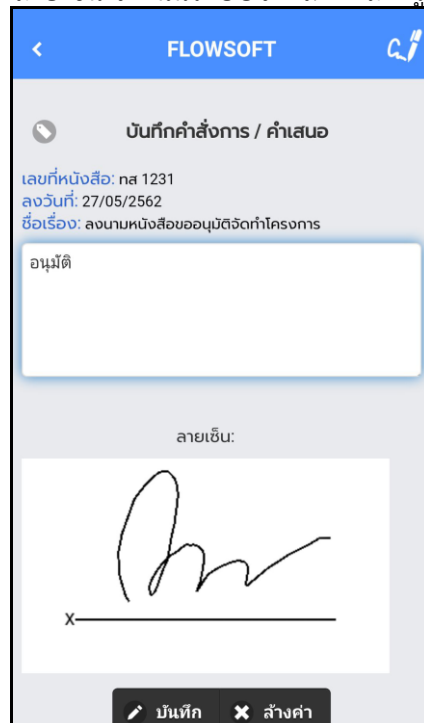 FLOWSOFT
บันทึกคำสั่งการ / คำเสนอ
เลขที่หนังสือ: ทส 1231
ลงวันที่: 27/05/2562
ชื่อเรื่อง: ลงนามหนังสือขออนุมัติจัดทำโครงการ
อนุมัติ
ลายเซ็น:
X
บันทึก ล้างค่า